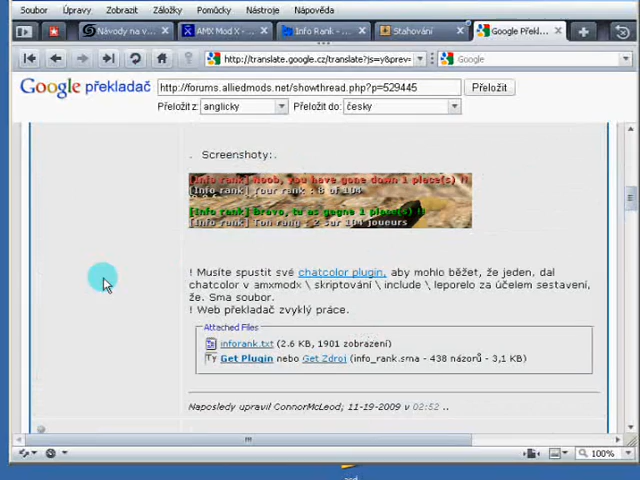 Soubor Úpravy Zobrazit Záložky Pomůcky Nástroje Nápověda
Návody na v... AMX Mod X - ... Info Rank - ... Stahování Google Překl...
http://translate.google.cz/translate?js=y&prev= Google
Google překladač http://forums.alliedmods.net/showthread.php?p=529445 Přeložit
Přeložit z: anglicky Přeložit do: česky
. Screenshoty:.
[Info rank] Noob, you have gone down 1 place(s) !!
[Info rank] Your rank : 8 of 104
[Info rank] Bravo, tu as gagne 1 place(s) !!
[Info rank] Ton rang : 2 sur 104 joueurs
! Musíte spustit své chatcolor plugin, aby mohlo běžet, že jeden, dal
chatcolor v amxmodx \ skriptování \ include \, leporelo za účelem sestavení,
že. Sma soubor.
! Web překladač zvyklý práce.
Attached Files
inforank.txt (2.6 KB, 1901 zobrazení)
Get Plugin nebo Get Zdroj (info_rank.sma - 438 názorů - 3,1 KB)
Naposledy upravil ConnorMcLeod; 11-19-2009 v 02:52 ..
100%